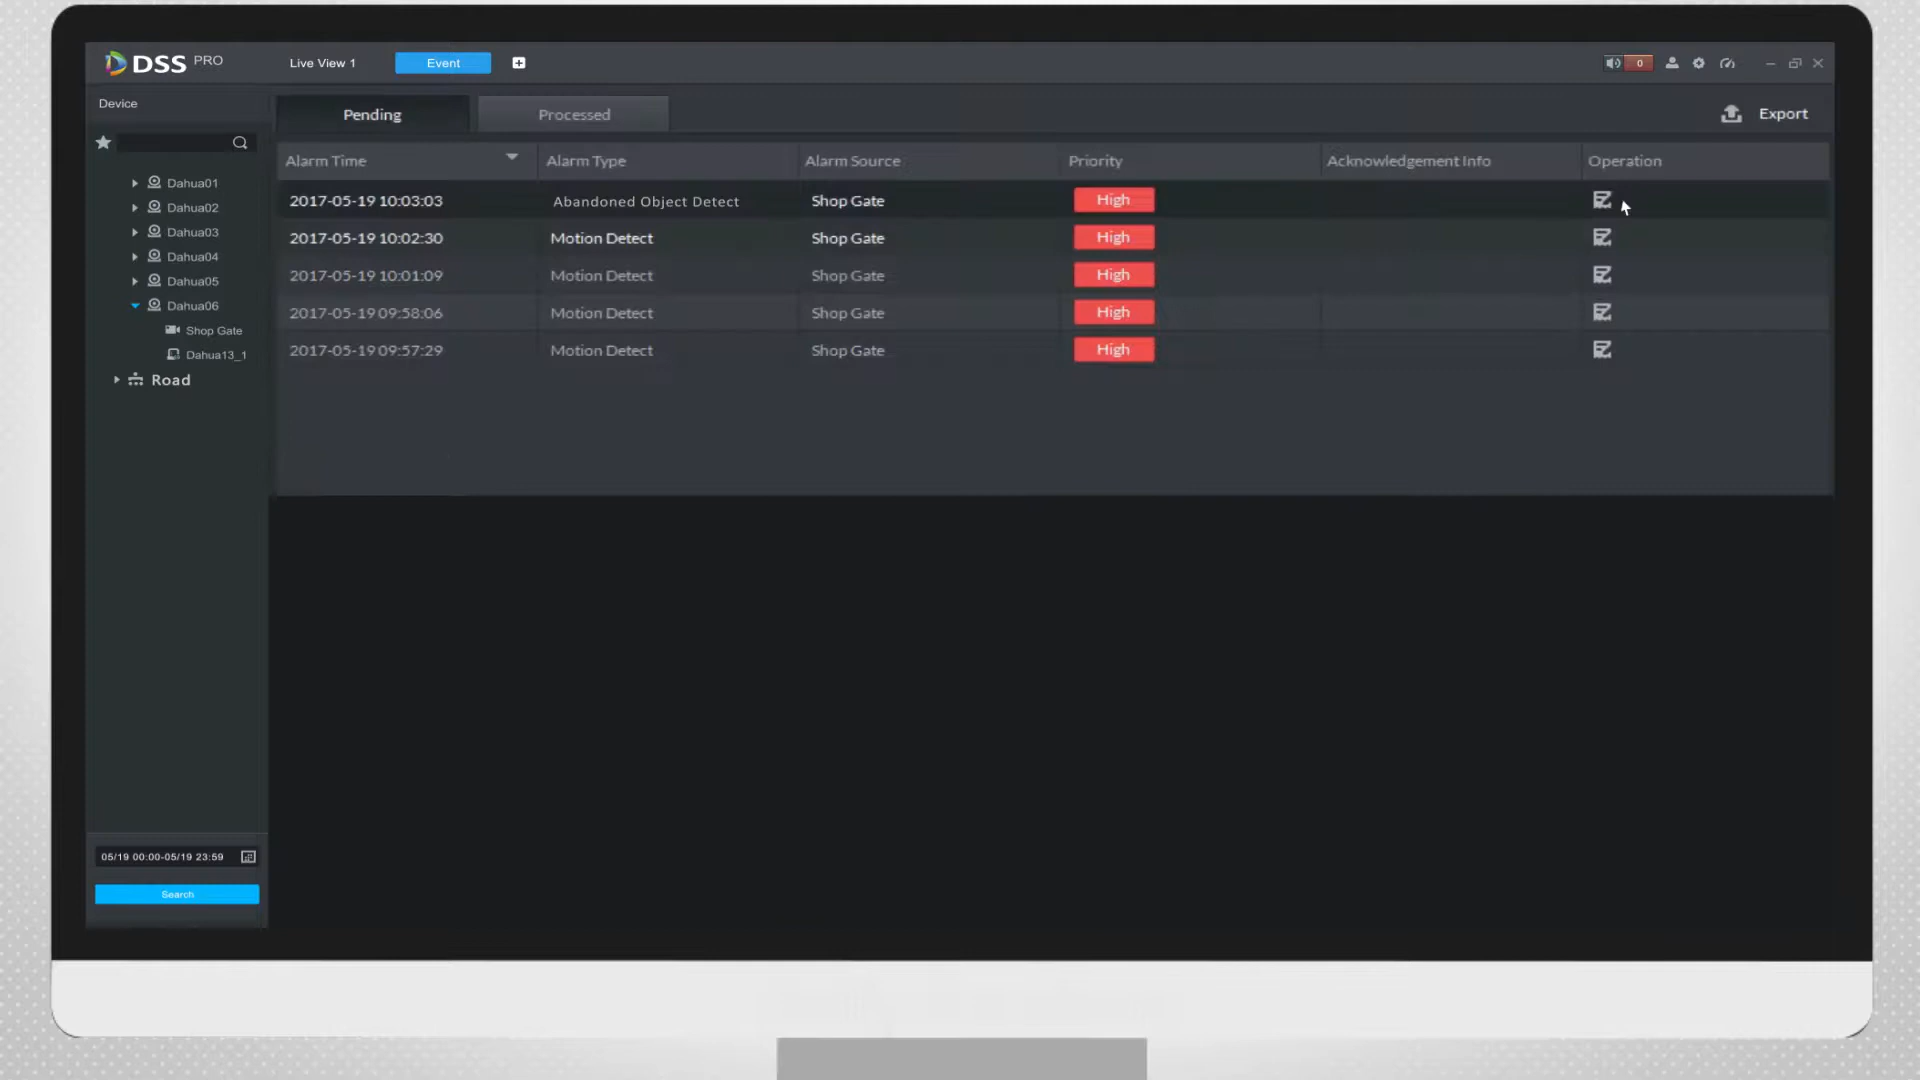 DSS PRO
Live View 1
Event
0
Device
Pending
Processed
Export
Alarm Time
Alarm Type
Alarm Source
Priority
Acknowledgement Info
Operation
2017-05-19 10:03:03
Abandoned Object Detect
Shop Gate
High
2017-05-19 10:02:30
Motion Detect
Shop Gate
High
2017-05-19 10:01:09
Motion Detect
Shop Gate
High
2017-05-19 09:58:06
Motion Detect
Shop Gate
High
2017-05-19 09:57:29
Motion Detect
Shop Gate
High
Dahua01
Dahua02
Dahua03
Dahua04
Dahua05
Dahua06
Shop Gate
Dahua13_1
Road
05/19 00:00-05/19 23:59
Search